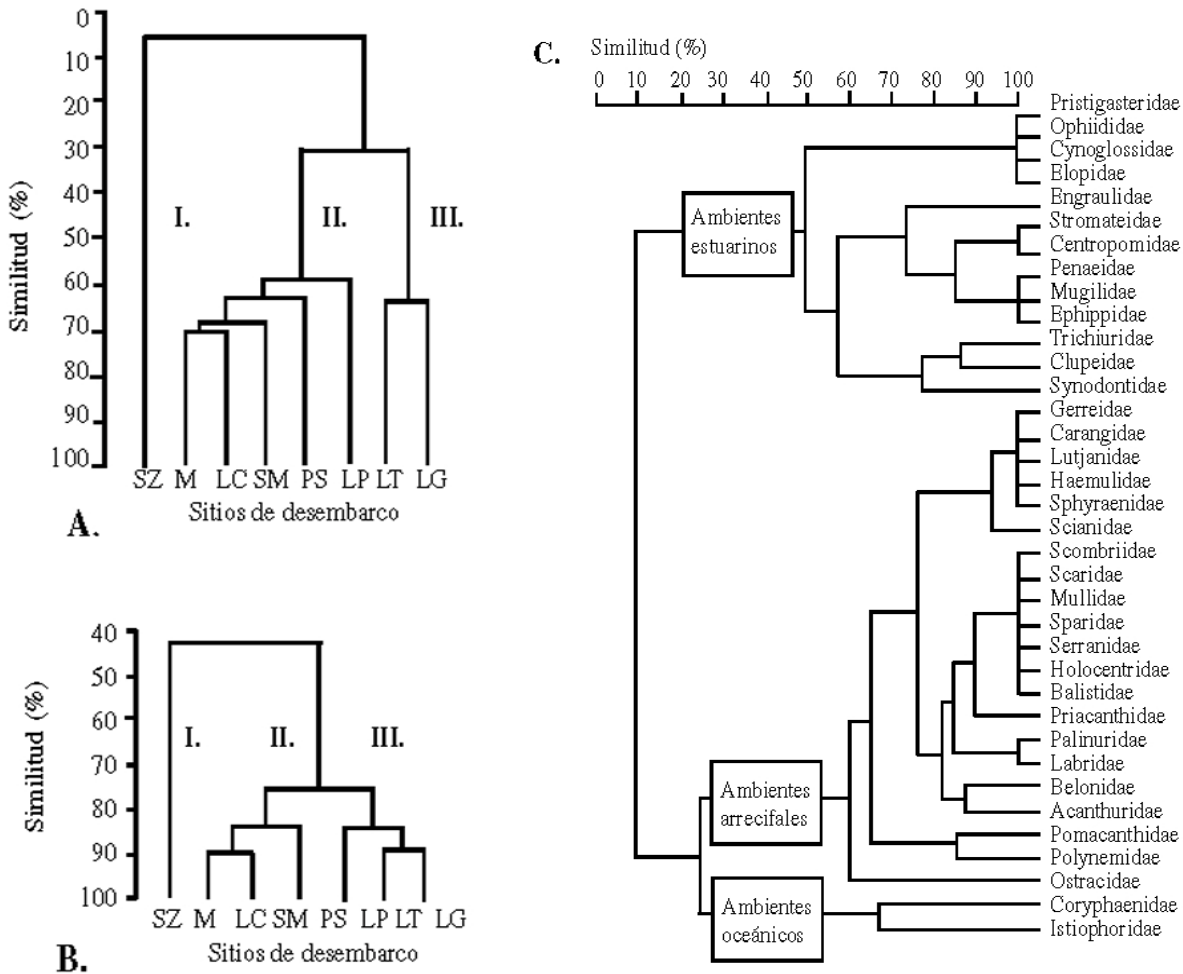 0
10
20
30
40
50
60
70
80
90
100
Similitud (%)
I.
II.
III.
SZ M LC SM PS LP LT LG
Sitios de desembarco
A.
40
50
60
70
80
90
100
Similitud (%)
I.
II.
III.
SZ M LC SM PS LP LT LG
Sitios de desembarco
B.
C.
Similitud (%)
0 10 20 30 40 50 60 70 80 90 100
Pristigasteridae
Ophiididae
Cynoglossidae
Elopidae
Engraulidae
Stromateidae
Centropomidae
Penaeidae
Mugilidae
Ephippidae
Trichiuridae
Clupeidae
Synodontidae
Gerreidae
Carangidae
Lutjanidae
Haemulidae
Sphyraenidae
Scianidae
Scombriidae
Scaridae
Mullidae
Sparidae
Serranidae
Holocentridae
Balistidae
Priacanthidae
Palinuridae
Labridae
Belonidae
Acanthuridae
Pomacanthidae
Polynemidae
Ostracidae
Coryphaenidae
Istiophoridae
Ambientes
estuarinos
Ambientes
arrecifales
Ambientes
oceánicos